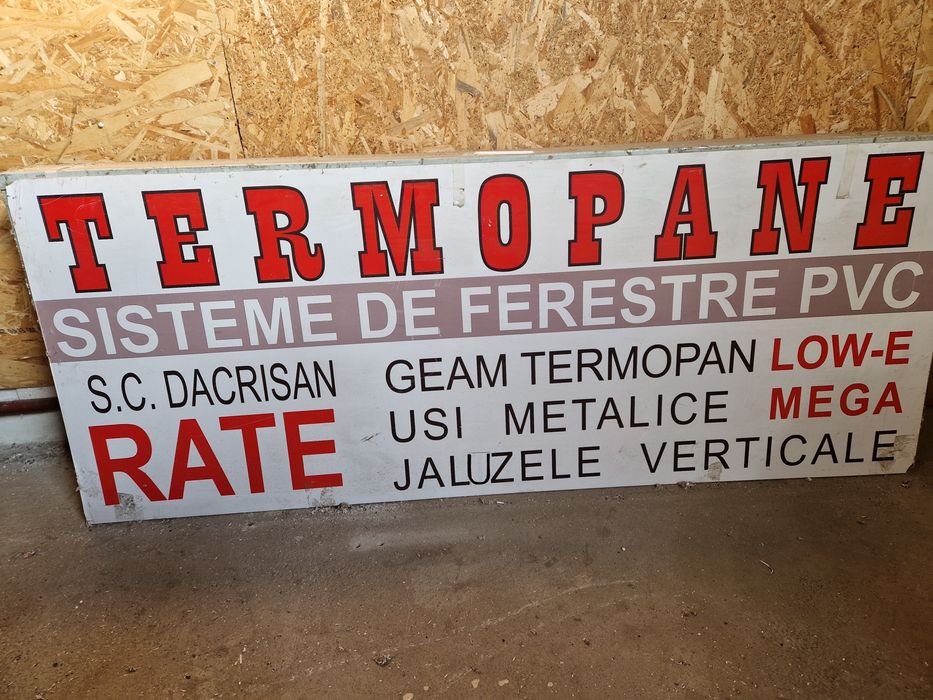 TERMOPANE
SISTEME DE FERESTRE PVC
S.C. DACRISAN
RATE
GEAM TERMOPAN LOW-E
USI METALICE MEGA
JALUZELE VERTICALE